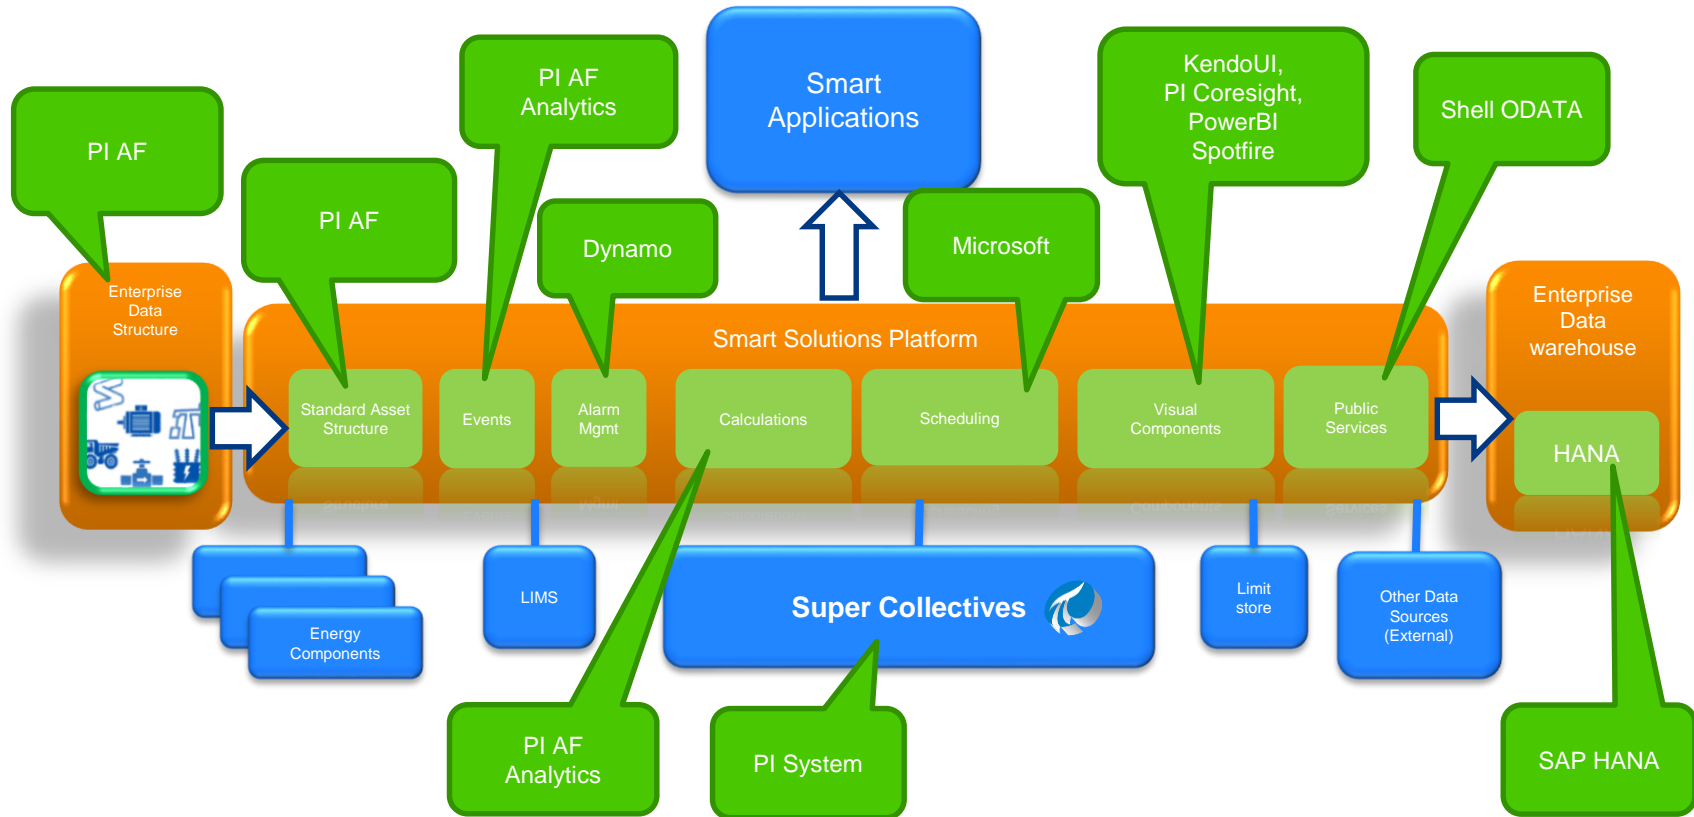 Smart
Applications
PI AF
Analytics
KendoUI,
PI Coresight,
PowerBI
Spotfire
Shell ODATA
PI AF
PI AF
Dynamo
Microsoft
Enterprise
Data
Structure
Smart Solutions Platform
Enterprise
Data
warehouse
Standard Asset
Structure
Events
Alarm
Mgmt
Calculations
Scheduling
Visual
Components
Public
Services
HANA
Energy
Components
LIMS
Super Collectives
Limit
store
Other Data
Sources
(External)
PI AF
Analytics
PI System
SAP HANA